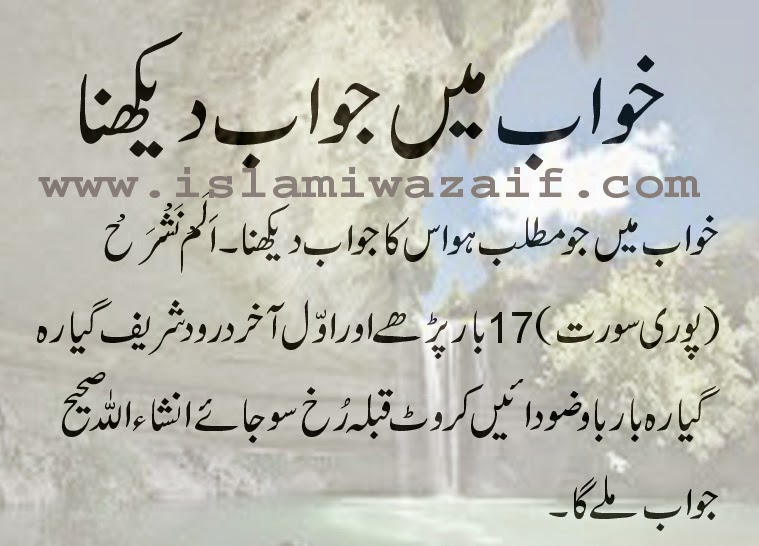 خواب میں جواب دیکھنا
www.islamiwazaif.com
خواب میں جو مطلب ہو اس کا جواب دیکھنا۔ اَلَمْ نَشْرَحْ
(پوری سورت) 17 بار پڑھے اور اوّل آخر درود شریف گیارہ
گیارہ بار با وضو دائیں کروٹ قبلہ رُخ سو جائے انشاء اللہ صحیح
جواب ملے گا۔